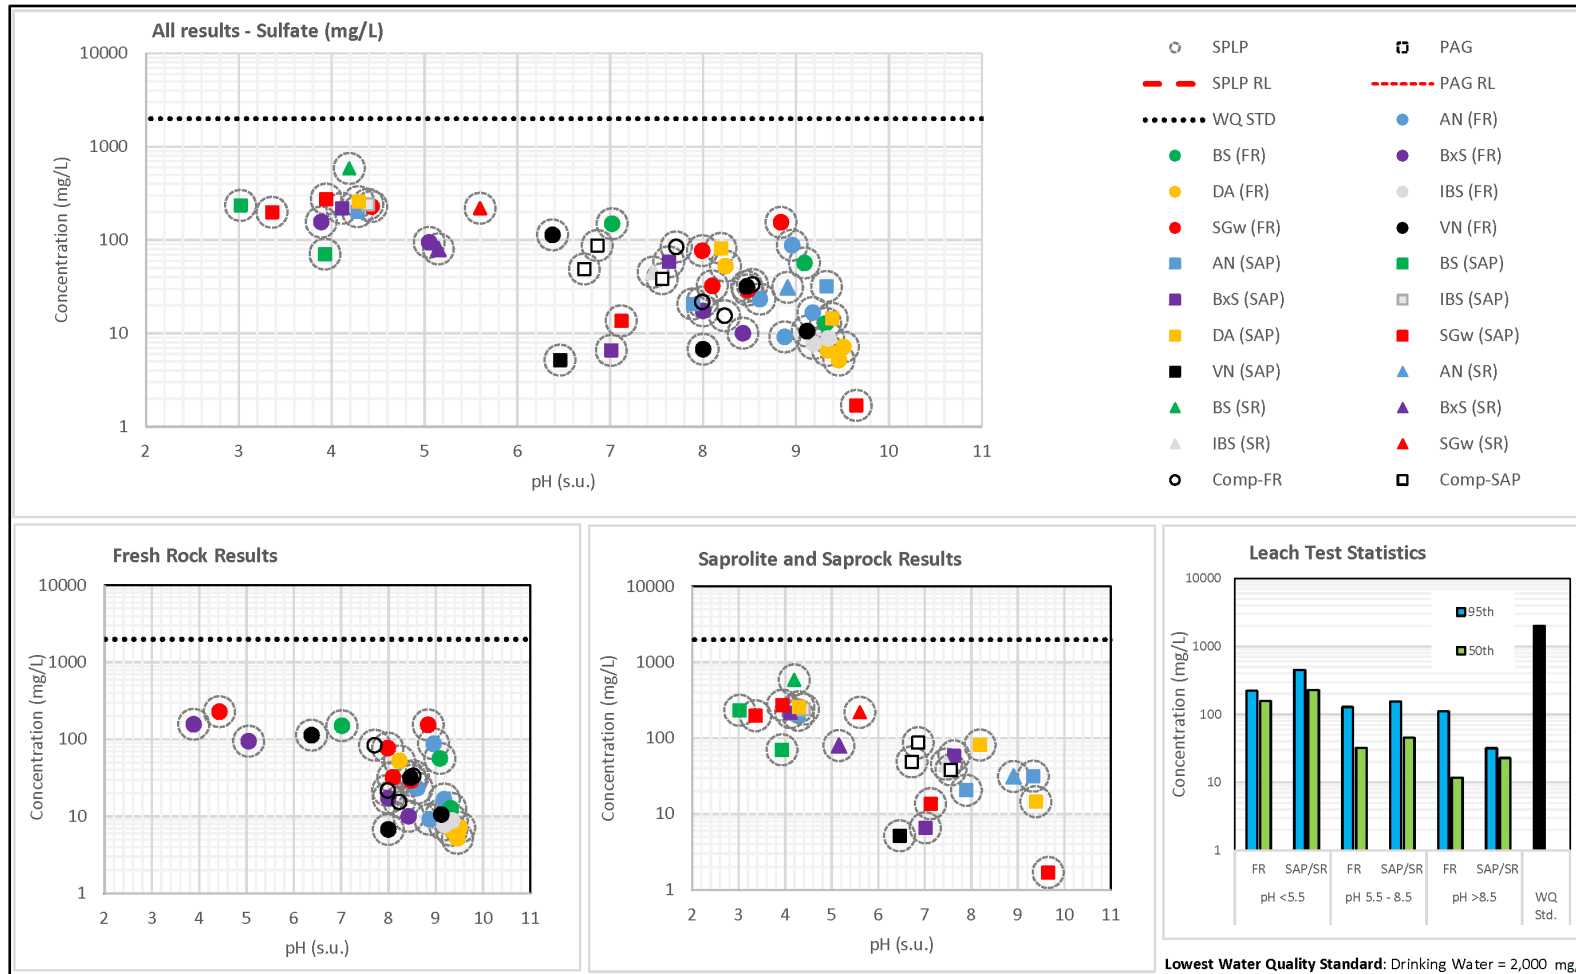 All results - Sulfate (mg/L)
10000
1000
100
10
1
Concentration (mg/L)
2 3 4 5 6 7 8 9 10 11
pH (s.u.)
SPLP PAG
SPLP RL PAG RL
WQ STD AN (FR)
BS (FR) BxS (FR)
DA (FR) IBS (FR)
SGw (FR) VN (FR)
AN (SAP) BS (SAP)
BxS (SAP) IBS (SAP)
DA (SAP) SGw (SAP)
VN (SAP) AN (SR)
BS (SR) BxS (SR)
IBS (SR) SGw (SR)
Comp-FR Comp-SAP
Fresh Rock Results
10000
1000
100
10
1
Concentration (mg/L)
2 3 4 5 6 7 8 9 10 11
pH (s.u.)
Saprolite and Saprock Results
10000
1000
100
10
1
Concentration (mg/L)
2 3 4 5 6 7 8 9 10 11
pH (s.u.)
Leach Test Statistics
10000
1000
100
10
1
Concentration (mg/L)
95th
50th
FR SAP/SR FR SAP/SR FR SAP/SR
pH <5.5 pH 5.5 - 8.5 pH >8.5 WQ
Std.
Lowest Water Quality Standard: Drinking Water = 2,000 mg/